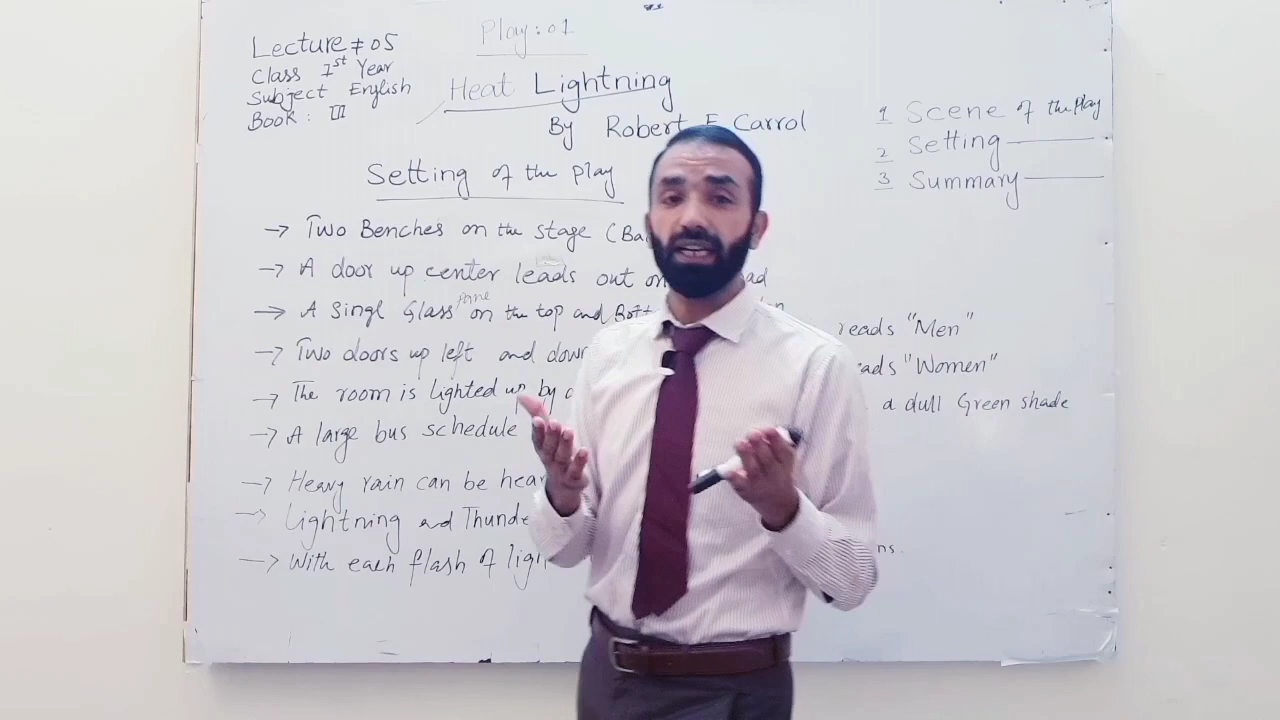 Lecture # 05
Class 1st Year
Subject English
Book : III
Play : 01
Heat Lightning
By Robert F Carrol
Setting of the play
1 Scene of the Play
2 Setting
3 Summary
→ Two Benches on the stage (Ba
→ A door up center leads out on ad
→ A Singl Glass pane on the top and Bott
→ Two doors up left and down reads "Men"
eads "Women"
→ The room is lighted up by a dull Green shade
→ A large bus schedule
→ Heavy rain can be hear
→ Lightning and Thunde
→ With each flash of ligh ns.